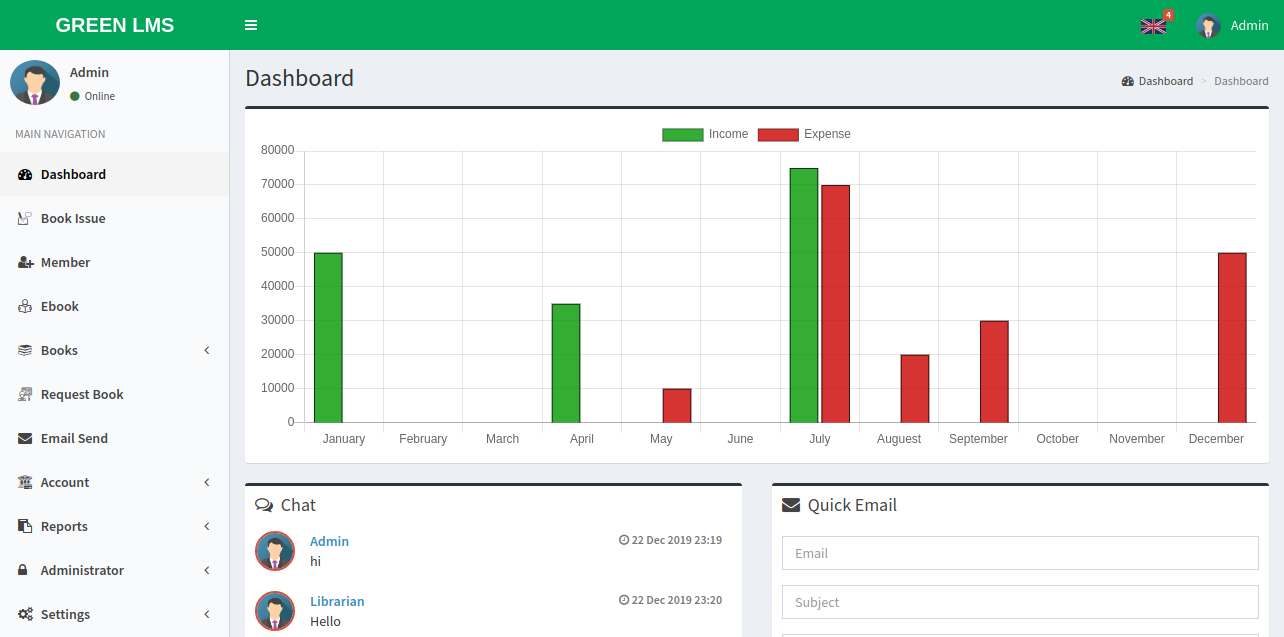 GREEN LMS
4
Admin
Admin
Online
MAIN NAVIGATION
Dashboard
Book Issue
Member
Ebook
Books
Request Book
Email Send
Account
Reports
Administrator
Settings
Dashboard
Dashboard > Dashboard
Income Expense
80000
70000
60000
50000
40000
30000
20000
10000
0
January February March April May June July Auguest September October November December
Chat
Admin 22 Dec 2019 23:19
hi
Librarian 22 Dec 2019 23:20
Hello
Quick Email
Email
Subject